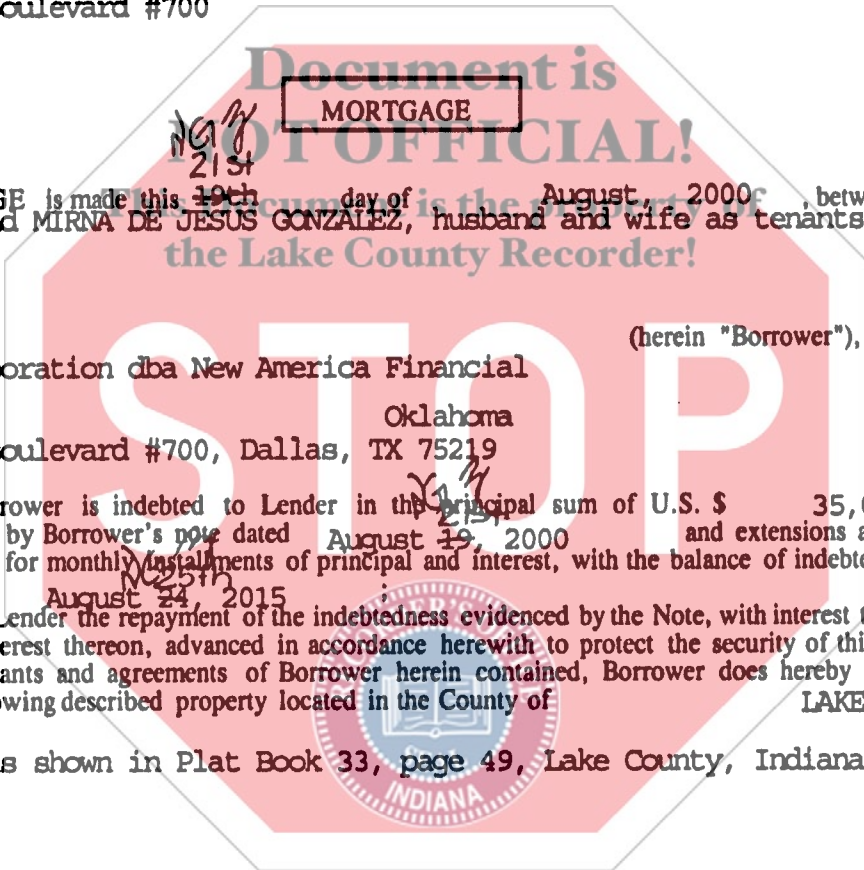 oulevard #700
Document is
MORTGAGE
NOT OFFICIAL!
21st
GE is made this 19th day of August, 2000 , betw
This Document is the property of
d MIRNA DE JESUS GONZALEZ, husband and wife as tenants
the Lake County Recorder!
STOP
(herein "Borrower"),
oration dba New America Financial
Oklahoma
oulevard #700, Dallas, TX 75219
rower is indebted to Lender in the principal sum of U.S. $ 35,0
21st
by Borrower's note dated August 19, 2000 and extensions a
for monthly installments of principal and interest, with the balance of indebte
25th
August 24, 2015
Lender the repayment of the indebtedness evidenced by the Note, with interest t
erest thereon, advanced in accordance herewith to protect the security of thi
ants and agreements of Borrower herein contained, Borrower does hereby
owing described property located in the County of LAKE
s shown in Plat Book 33, page 49, Lake County, Indiana
INDIANA